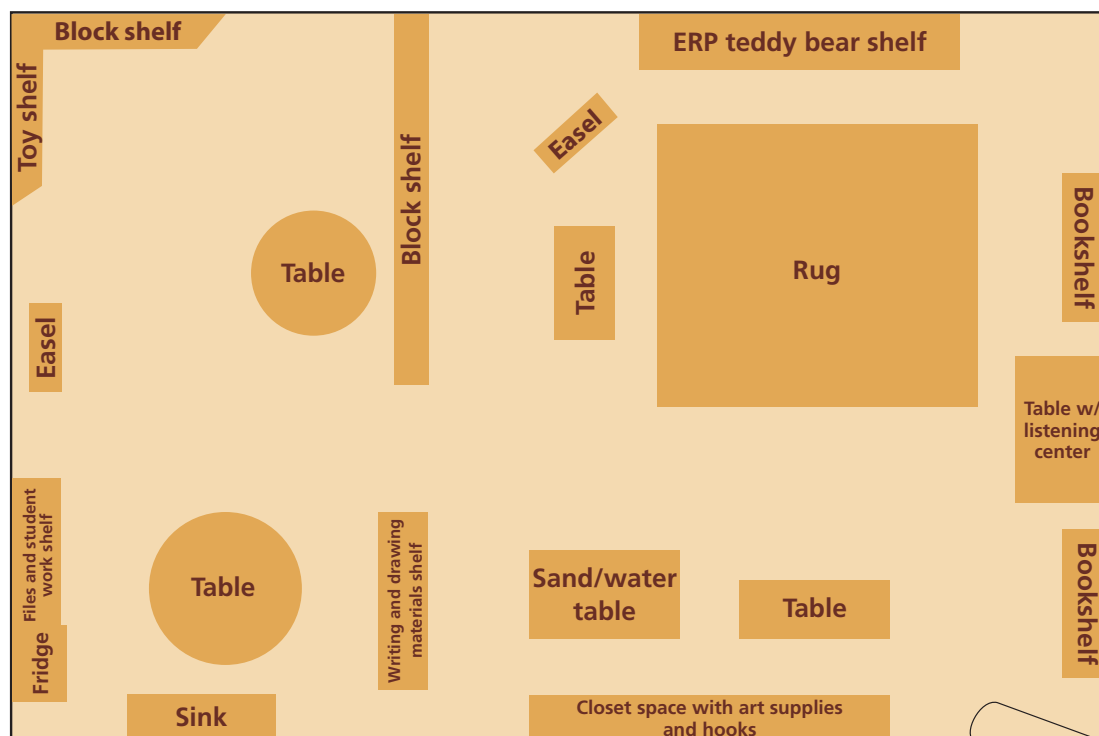 Block shelf
ERP teddy bear shelf
Toy shelf
Block shelf
Easel
Bookshelf
Table
Table
Rug
Easel
Table w/
listening
center
Files and student
work shelf
Writing and drawing
materials shelf
Table
Sand/water
table
Table
Bookshelf
Fridge
Sink
Closet space with art supplies
and hooks